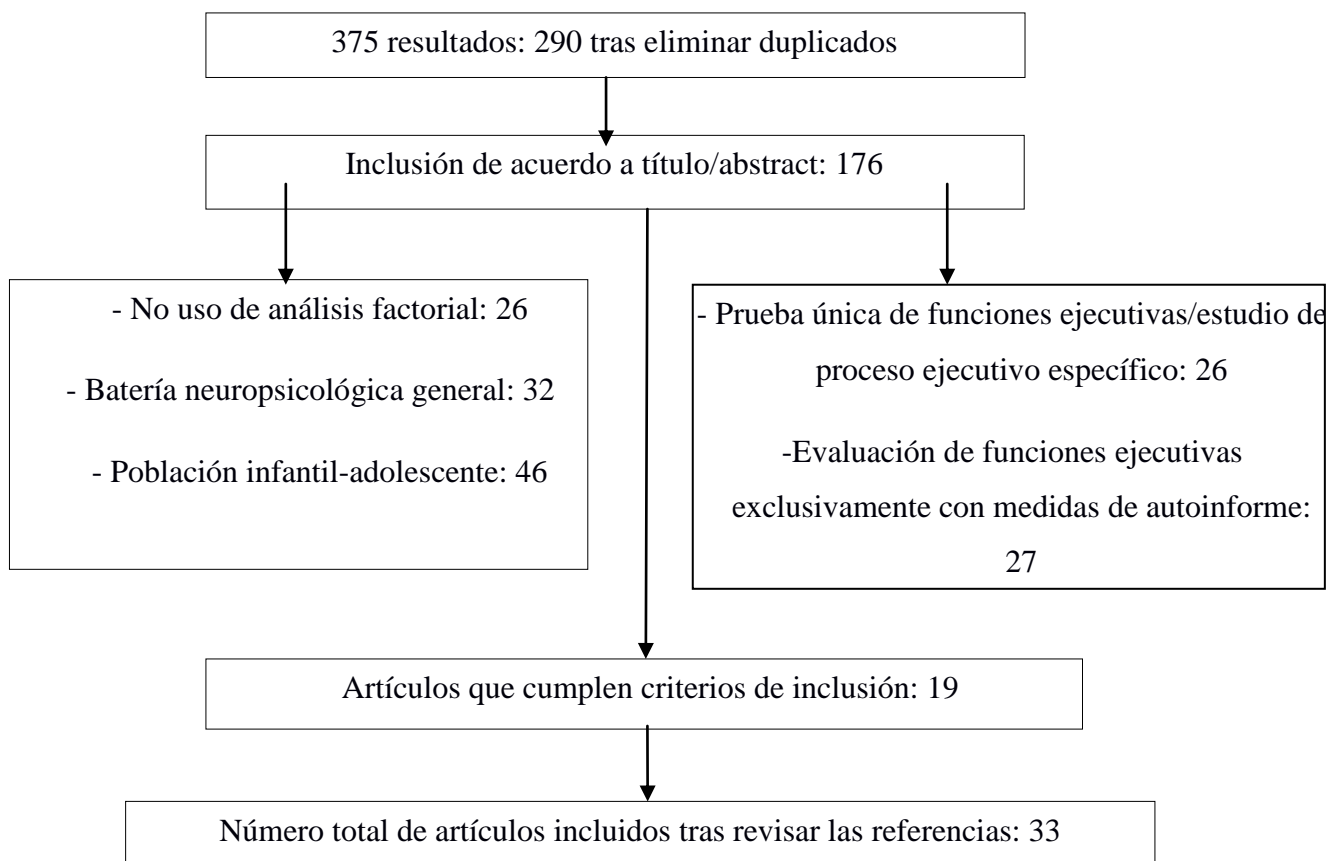 375 resultados: 290 tras eliminar duplicados
Inclusión de acuerdo a título/abstract: 176
- No uso de análisis factorial: 26
- Batería neuropsicológica general: 32
- Población infantil-adolescente: 46
- Prueba única de funciones ejecutivas/estudio de
proceso ejecutivo específico: 26
-Evaluación de funciones ejecutivas
exclusivamente con medidas de autoinforme:
27
Artículos que cumplen criterios de inclusión: 19
Número total de artículos incluidos tras revisar las referencias: 33